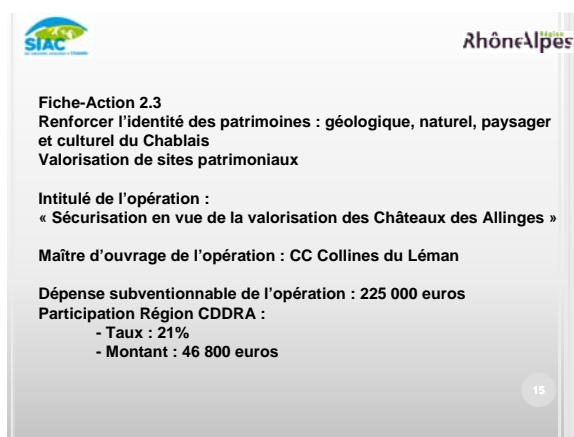 SIAC
Région
RhôneAlpes
Fiche-Action 2.3
Renforcer l’identité des patrimoines : géologique, naturel, paysager
et culturel du Chablais
Valorisation de sites patrimoniaux
Intitulé de l’opération :
« Sécurisation en vue de la valorisation des Châteaux des Allinges »
Maître d’ouvrage de l’opération : CC Collines du Léman
Dépense subventionnable de l’opération : 225 000 euros
Participation Région CDDRA :
- Taux : 21%
- Montant : 46 800 euros
15